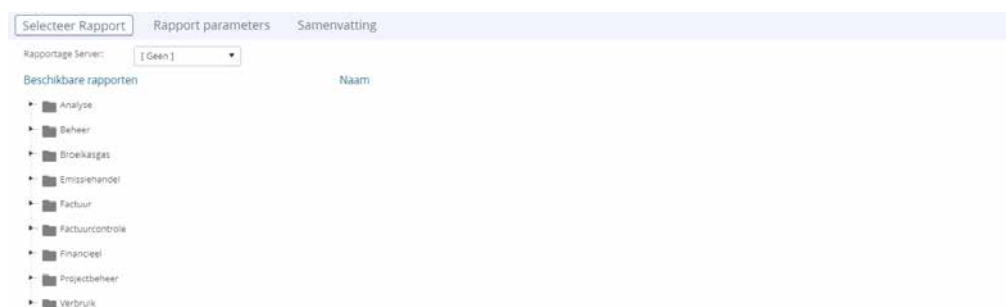 Selecteer Rapport Rapport parameters Samenvatting
Rapportage Server: [ Geen ]
Beschikbare rapporten Naam
Analyse
Beheer
Broeikasgas
Emissiehandel
Factuur
Factuurcontrole
Financieel
Projectbeheer
Verbruik